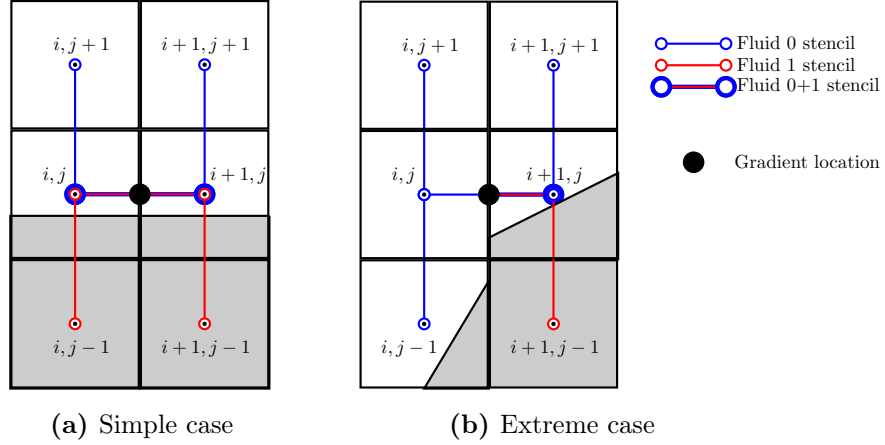 i, j + 1
i + 1, j + 1
i, j
i + 1, j
i, j − 1
i + 1, j − 1
(a) Simple case
i, j + 1
i + 1, j + 1
i, j
i + 1, j
i, j − 1
i + 1, j − 1
(b) Extreme case
Fluid 0 stencil
Fluid 1 stencil
Fluid 0+1 stencil
Gradient location